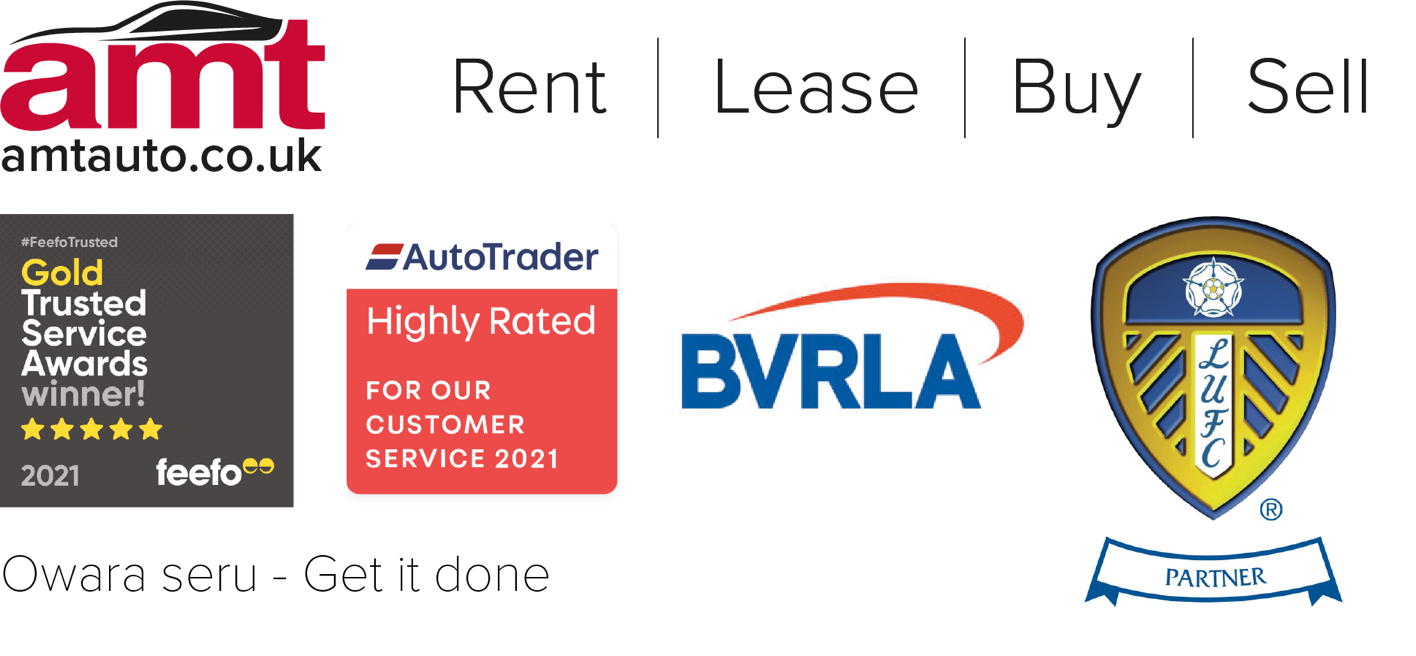 amt
amtauto.co.uk
Rent | Lease | Buy | Sell
#FeefoTrusted
Gold
Trusted
Service
Awards
winner!
2021 feefo
AutoTrader
Highly Rated
FOR OUR
CUSTOMER
SERVICE 2021
BVRLA
LUFC
®
PARTNER
Owara seru - Get it done